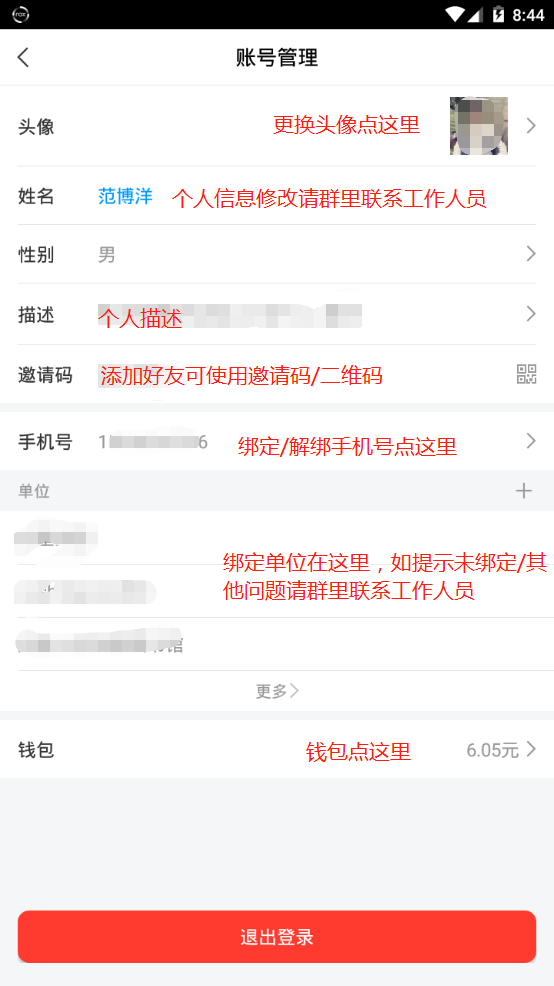 8:44
账号管理
头像 更换头像点这里
姓名 范博洋 个人信息修改请群里联系工作人员
性别 男
描述 个人描述
邀请码 添加好友可使用邀请码/二维码
手机号 1 6 绑定/解绑手机号点这里
单位
绑定单位在这里，如提示未绑定/其
他问题请群里联系工作人员
馆
更多
钱包 钱包点这里 6.05元
退出登录